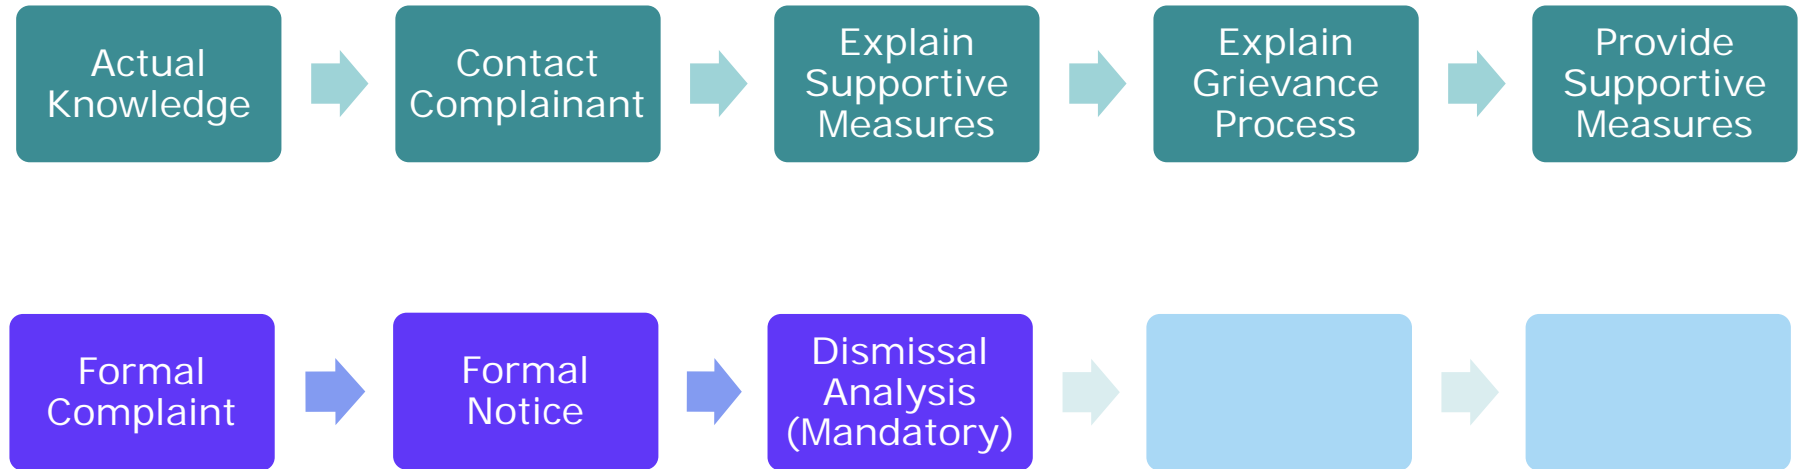 Actual
Knowledge
Contact
Complainant
Explain
Supportive
Measures
Explain
Grievance
Process
Provide
Supportive
Measures
Formal
Complaint
Formal
Notice
Dismissal
Analysis
(Mandatory)